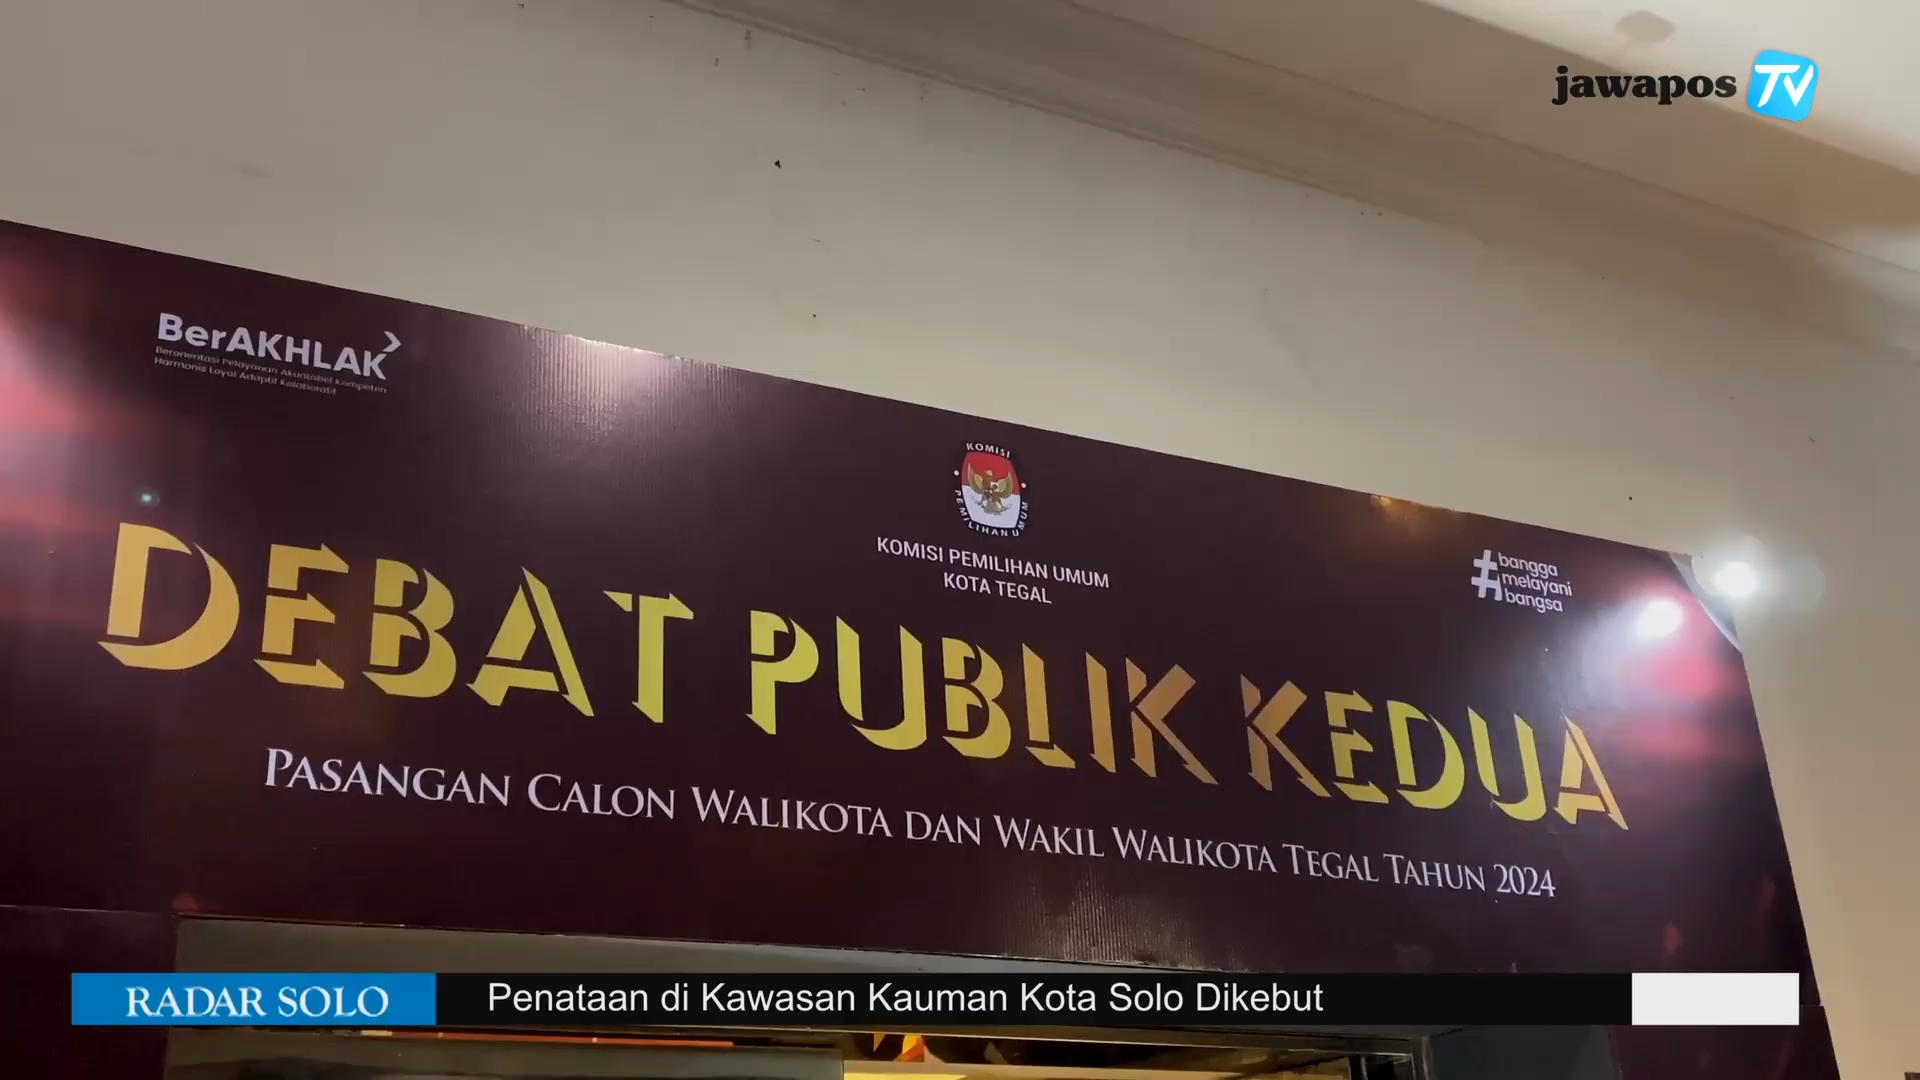 jawapos TV
BerAKHLAK
Berorientasi Pelayanan Akuntabel Kompeten
Harmonis Loyal Adaptif Kolaboratif
KOMISI
PEMILIHAN UMUM
KOMISI PEMILIHAN UMUM
KOTA TEGAL
#bangga
melayani
bangsa
DEBAT PUBLIK KEDUA
PASANGAN CALON WALIKOTA DAN WAKIL WALIKOTA TEGAL TAHUN 2024
RADAR SOLO
Penataan di Kawasan Kauman Kota Solo Dikebut